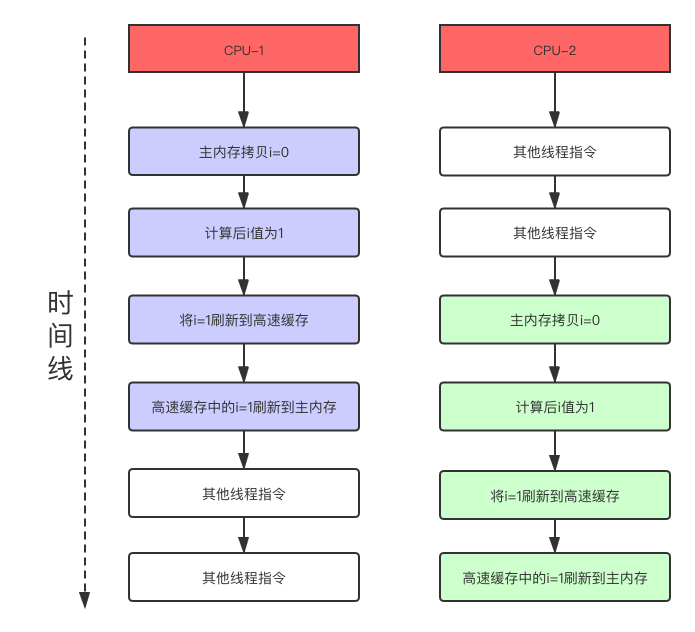 CPU-1
主内存拷贝i=0
计算后i值为1
将i=1刷新到高速缓存
高速缓存中的i=1刷新到主内存
其他线程指令
其他线程指令
CPU-2
其他线程指令
其他线程指令
主内存拷贝i=0
计算后i值为1
将i=1刷新到高速缓存
高速缓存中的i=1刷新到主内存
时
间
线